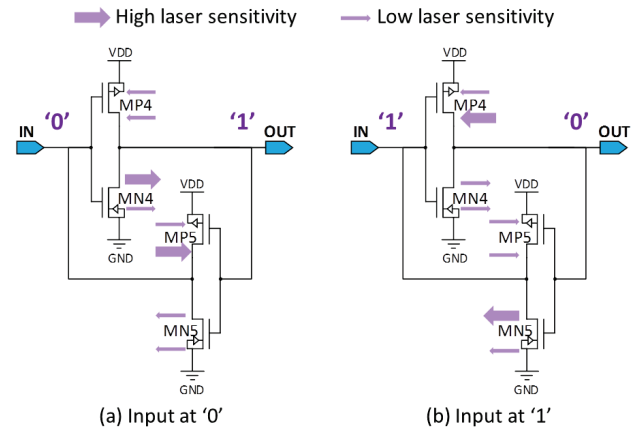 High laser sensitivity
Low laser sensitivity
VDD
VDD
MP4
MP4
'0'
'1'
'1'
'0'
IN
OUT
IN
OUT
MN4
MN4
VDD
VDD
GND
GND
MP5
MP5
MN5
MN5
GND
GND
(a) Input at '0'
(b) Input at '1'